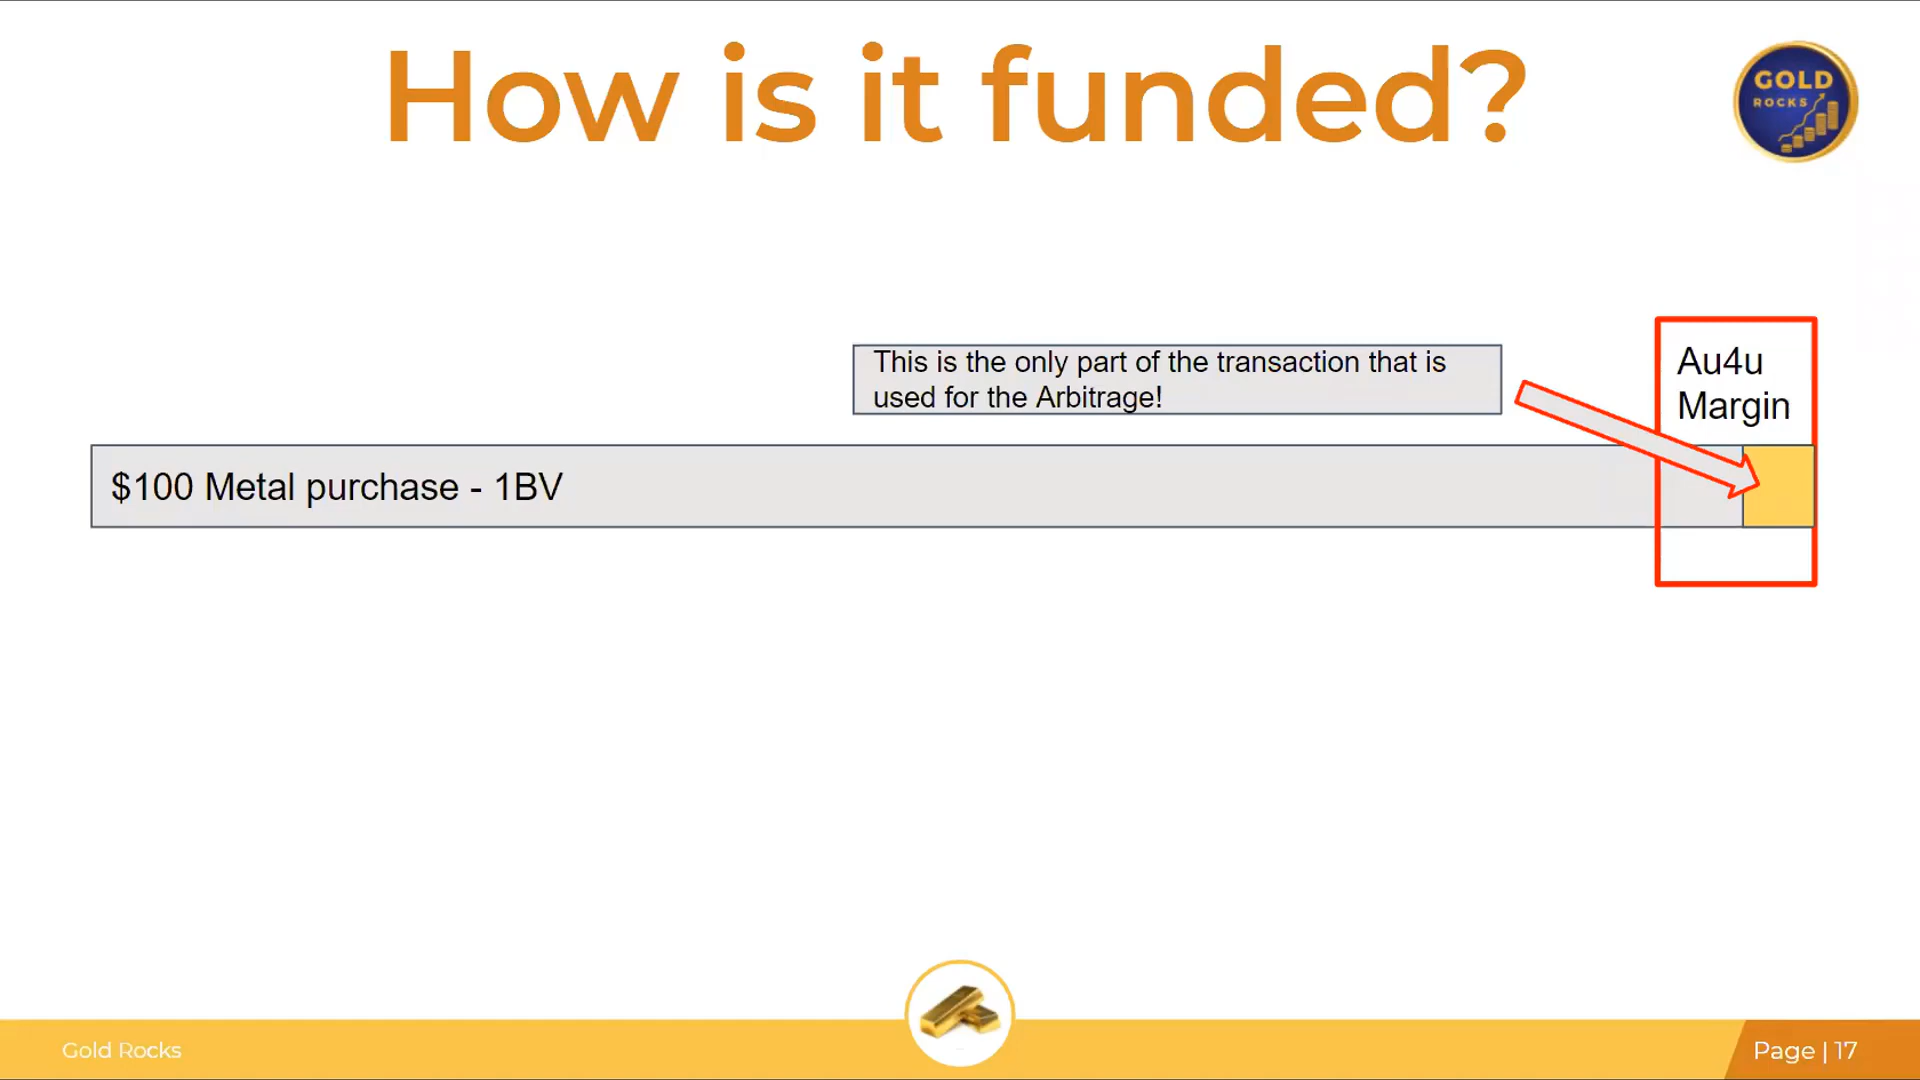 How is it funded?
GOLD
ROCKS
This is the only part of the transaction that is
used for the Arbitrage!
Au4u
Margin
$100 Metal purchase - 1BV
Gold Rocks
Page | 17